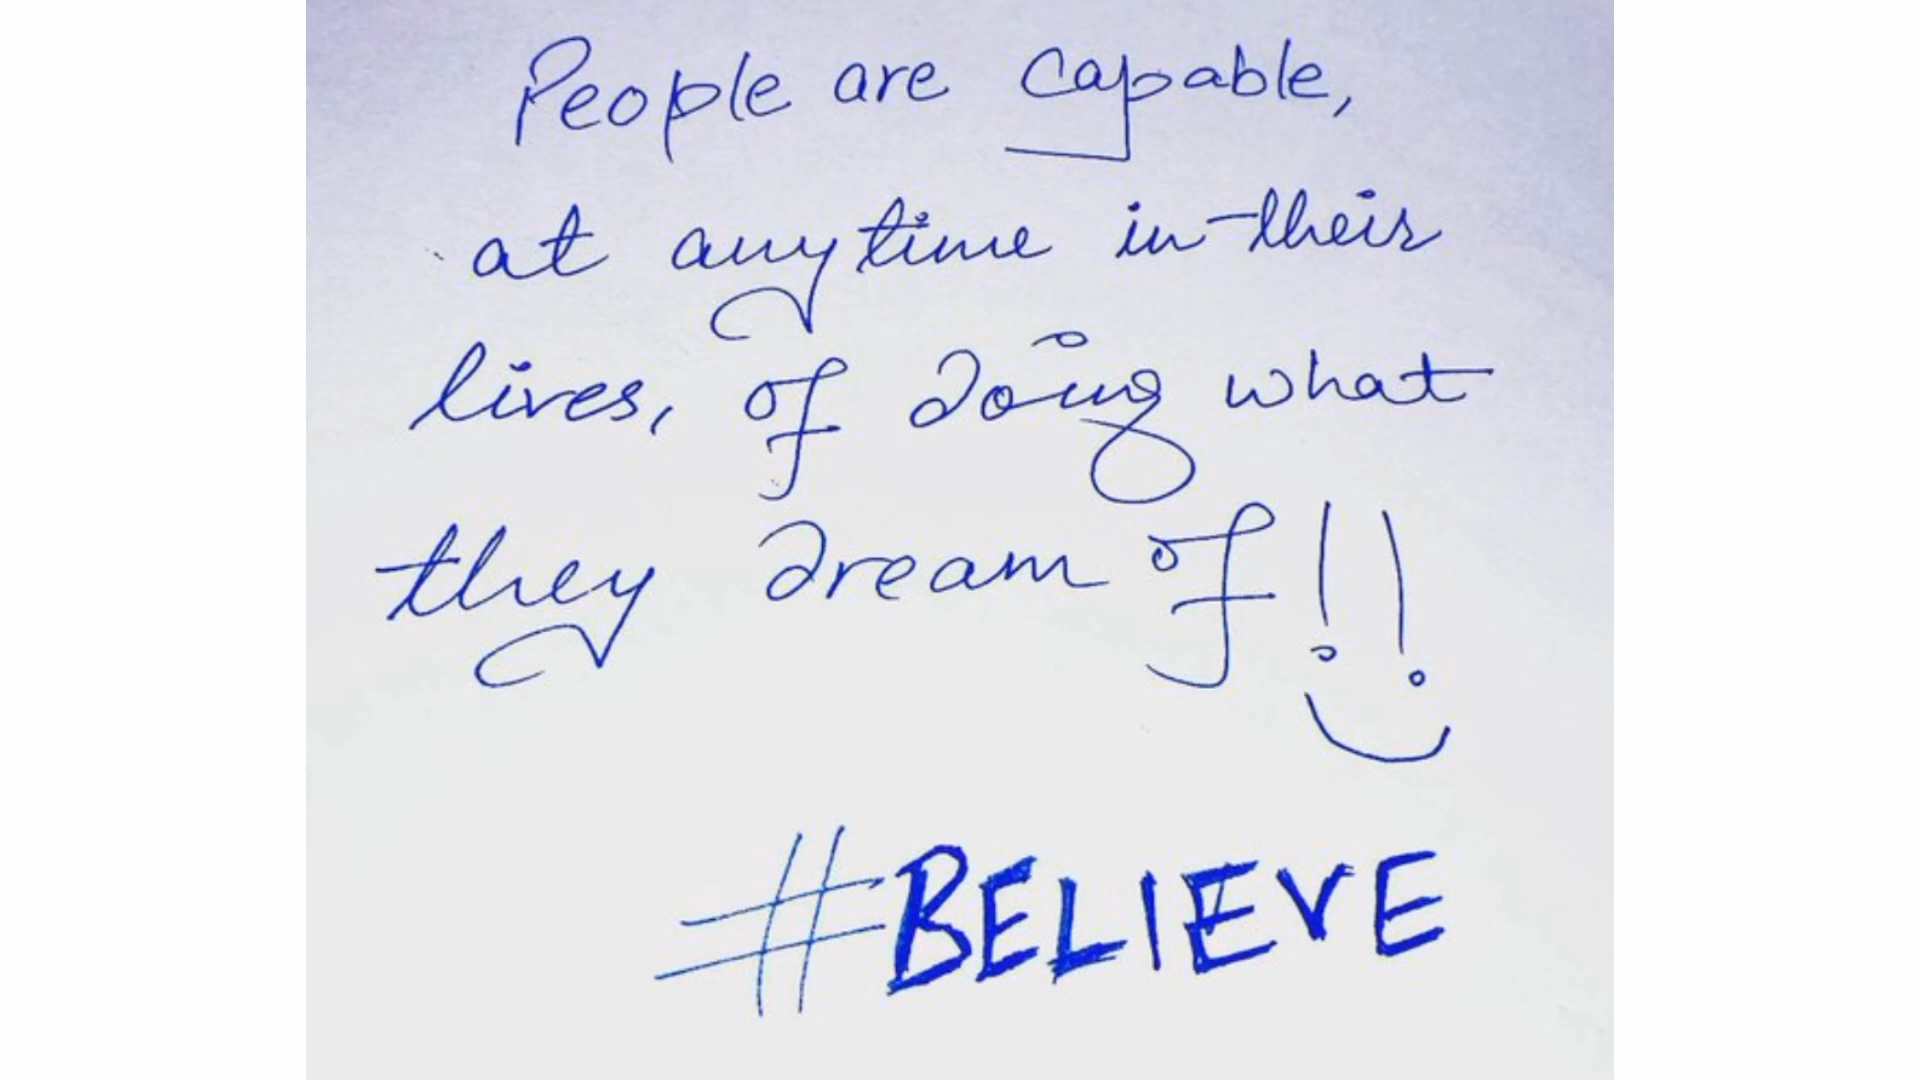 People are capable,
at anytime in their
lives, of doing what
they dream of!!
#BELIEVE